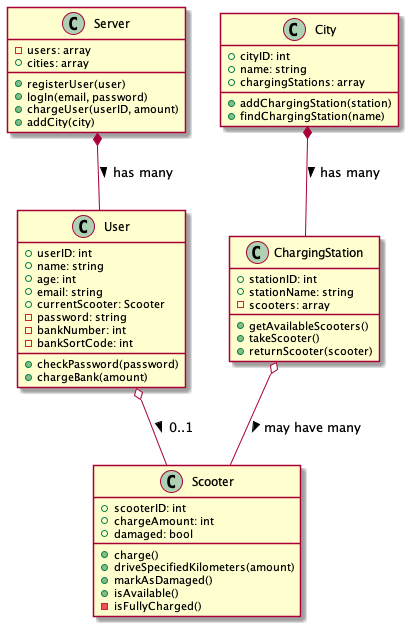 C Server
users: array
cities: array
registerUser(user)
logIn(email, password)
chargeUser(userID, amount)
addCity(city)
C City
cityID: int
name: string
chargingStations: array
addChargingStation(station)
findChargingStation(name)
has many
has many
C User
userID: int
name: string
age: int
email: string
currentScooter: Scooter
password: string
bankNumber: int
bankSortCode: int
checkPassword(password)
chargeBank(amount)
C ChargingStation
stationID: int
stationName: string
scooters: array
getAvailableScooters()
takeScooter()
returnScooter(scooter)
0..1
may have many
C Scooter
scooterID: int
chargeAmount: int
damaged: bool
charge()
driveSpecifiedKilometers(amount)
markAsDamaged()
isAvailable()
isFullyCharged()